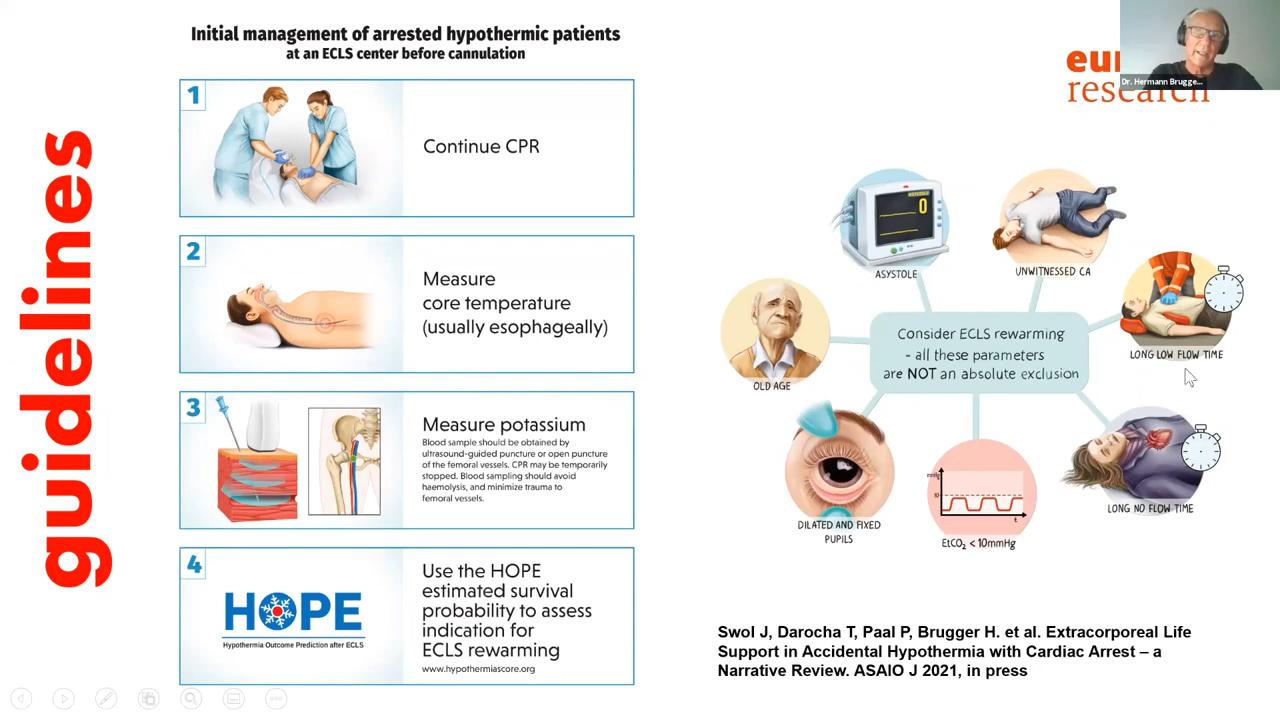 Initial management of arrested hypothermic patients
at an ECLS center before cannulation
guidelines
1
Continue CPR
2
Measure
core temperature
(usually esophageally)
3
Measure potassium
Blood sample should be obtained by
ultrasound-guided puncture or open puncture
of the femoral vessels. CPR may be temporarily
stopped. Blood sampling should avoid
haemolysis, and minimize trauma to
femoral vessels.
4
HOPE
Hypothermia Outcome Prediction after ECLS
Use the HOPE
estimated survival
probability to assess
indication for
ECLS rewarming
www.hypothermiascore.org
research
Dr. Hermann Brugge...
0
ASYSTOLE
UNWITNESSED CA
LONG LOW FLOW TIME
LONG NO FLOW TIME
10
t
EtCO₂ < 10mmHg
DILATED AND FIXED
PUPILS
OLD AGE
Consider ECLS rewarming
- all these parameters
are NOT an absolute exclusion
Swol J, Darocha T, Paal P, Brugger H. et al. Extracorporeal Life
Support in Accidental Hypothermia with Cardiac Arrest – a
Narrative Review. ASAIO J 2021, in press